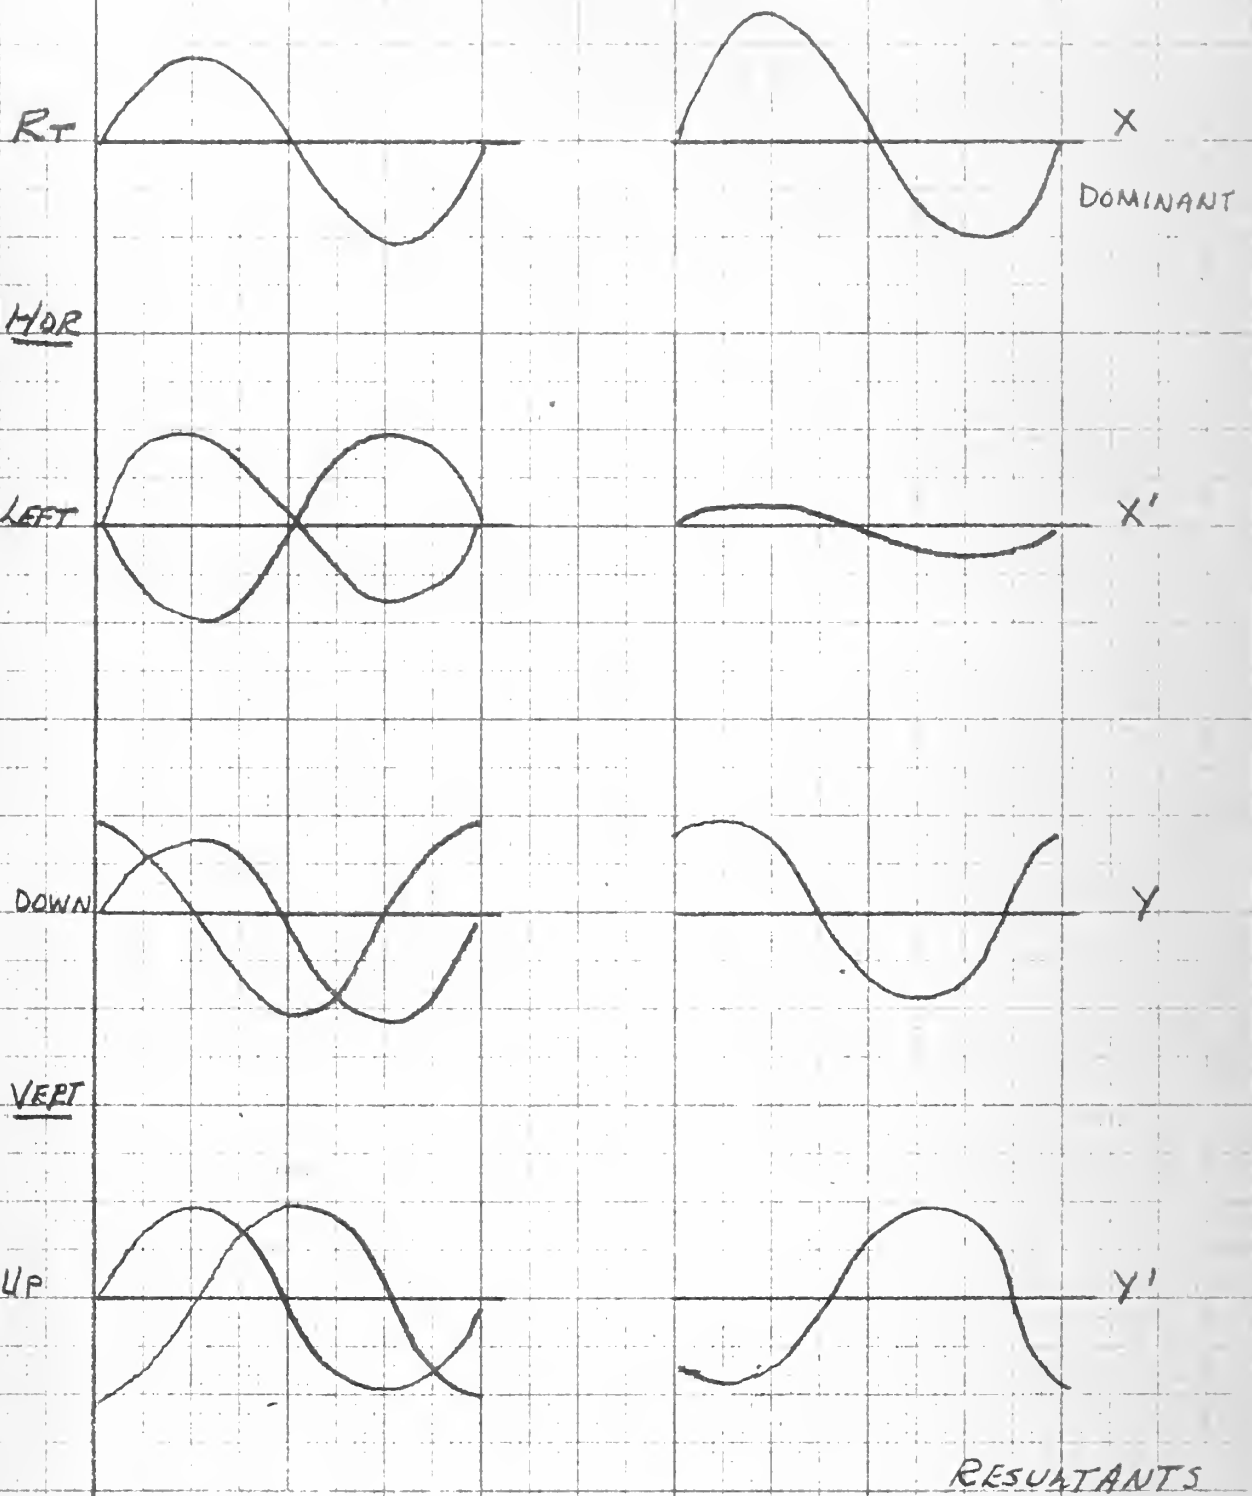 RT
X
DOMINANT
HOR
LEFT
X'
DOWN
Y
VERT
UP
Y'
RESULTANTS